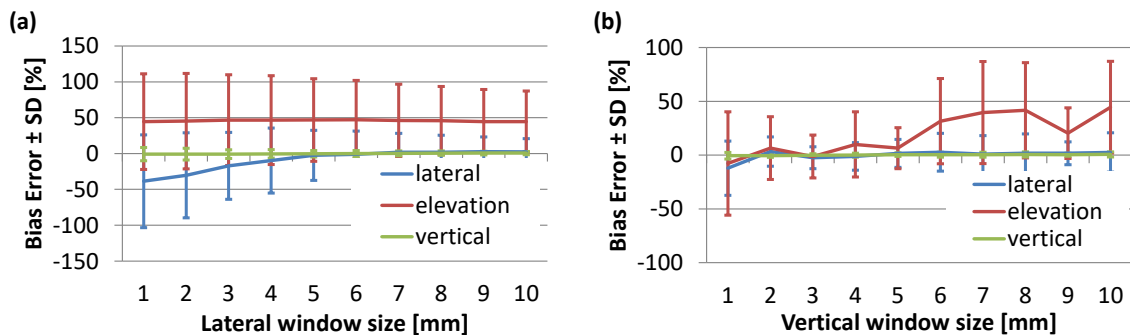 (a)
Bias Error ± SD [%]
150
100
50
0
-50
-100
-150
lateral
elevation
vertical
1 2 3 4 5 6 7 8 9 10
Lateral window size [mm]
(b)
Bias Error ± SD [%]
100
50
0
-50
-100
lateral
elevation
vertical
1 2 3 4 5 6 7 8 9 10
Vertical window size [mm]